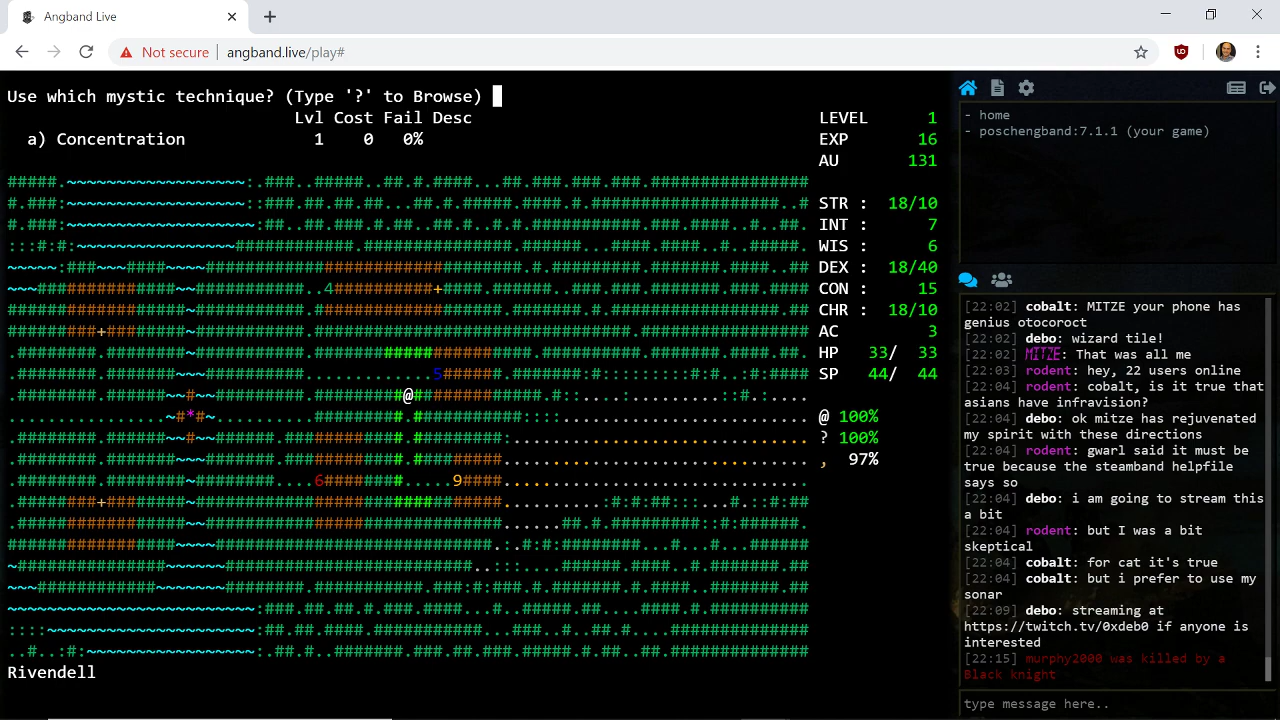 Angband Live
Not secure
angband.live/play#
Use which mystic technique? (Type '?' to Browse)
Lvl Cost Fail Desc
a) Concentration 1 0 0%
LEVEL 1
EXP 16
AU 131
STR : 18/10
INT : 7
WIS : 6
DEX : 18/40
CON : 15
CHR : 18/10
AC 3
HP 33/ 33
SP 44/ 44
@ 100%
? 100%
, 97%
4
5
@
6
9
Rivendell
- home
- poschengband:7.1.1 (your game)
[22:02] cobalt: MITZE your phone has
genius otocoroct
[22:02] debo: wizard tile!
[22:02] MITZE: That was all me
[22:03] rodent: hey, 22 users online
[22:04] rodent: cobalt, is it true that
asians have infravision?
[22:04] debo: ok mitze has rejuvenated
my spirit with these directions
[22:04] rodent: gwarl said it must be
true because the steamband helpfile
says so
[22:04] debo: i am going to stream this
a bit
[22:04] rodent: but I was a bit
skeptical
[22:04] cobalt: for cat it's true
[22:04] cobalt: but i prefer to use my
sonar
[22:09] debo: streaming at
https://twitch.tv/0xdeb0 if anyone is
interested
[22:15] murphy2000 was killed by a
Black knight
type message here..